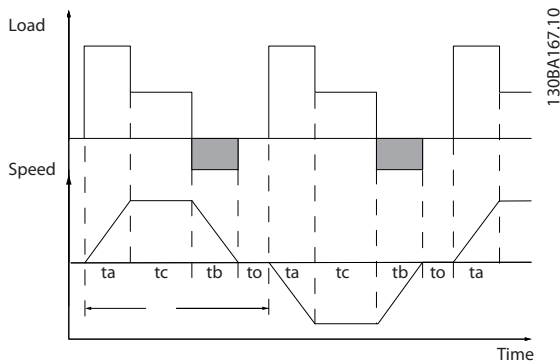 Load
130BA167.10
Speed
ta tc tb to ta tc tb to ta
Time